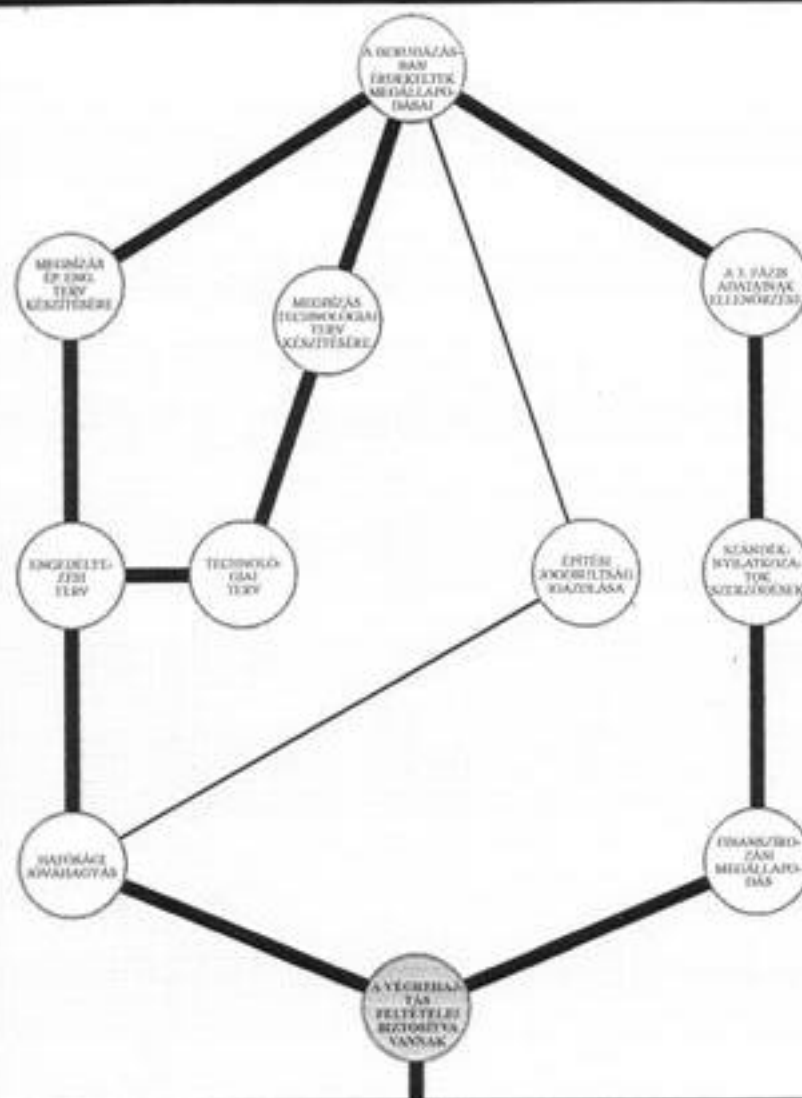 A BERUHÁZÁS-
BAN
ÉRDEKELTEK
MEGÁLLAPO-
DÁSAI
MEGBÍZÁS
ÉP. ENG.
TERV
KÉSZÍTÉSÉRE
MEGBÍZÁS
TECHNOLÓGIAI
TERV
KÉSZÍTÉSÉRE
A 3. FÁZIS
ADATAINAK
ELLENŐRZÉSE
ENGEDÉLYE-
ZÉSI
TERV
TECHNOLÓ-
GIAI
TERV
ÉPÍTÉSI
JOGOSULTSÁG
IGAZOLÁSA
SZÁNDÉK-
NYILATKOZA-
TOK
SZERZŐDÉSEK
HATÓSÁGI
JÓVÁHAGYÁS
FINANSZÍRO-
ZÁSI
MEGÁLLAPO-
DÁS
A VÉGREHAJ-
TÁS
FELTÉTELEI
BIZTOSÍTVA
VANNAK